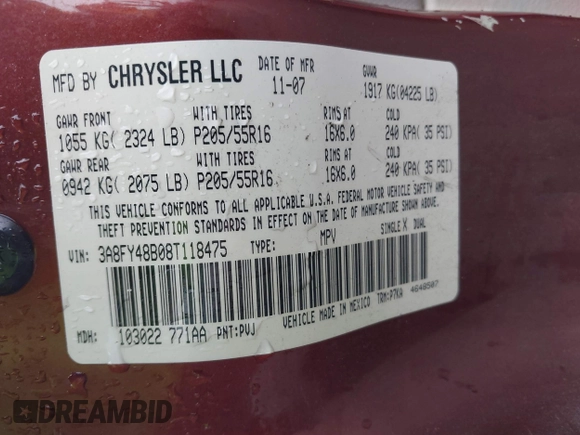 MFD BY CHRYSLER LLC DATE OF MFR 11-07 GVWR 1917 KG(04225 LB)
GAWR FRONT WITH TIRES RIMS AT COLD
1055 KG( 2324 LB) P205/55R16 16X6.0 240 KPA( 35 PSI)
GAWR REAR WITH TIRES RIMS AT COLD
0942 KG( 2075 LB) P205/55R16 16X6.0 240 KPA( 35 PSI)
THIS VEHICLE CONFORMS TO ALL APPLICABLE U.S.A. FEDERAL MOTOR VEHICLE SAFETY AND
THEFT PREVENTION STANDARDS IN EFFECT ON THE DATE OF MANUFACTURE SHOWN ABOVE.
VIN: 3A8FY48B08T118475 TYPE: MPV SINGLE X DUAL
MDH: 103022 771AA PNT:PVJ VEHICLE MADE IN MEXICO TRM:P7KA 4648507
DREAMBID